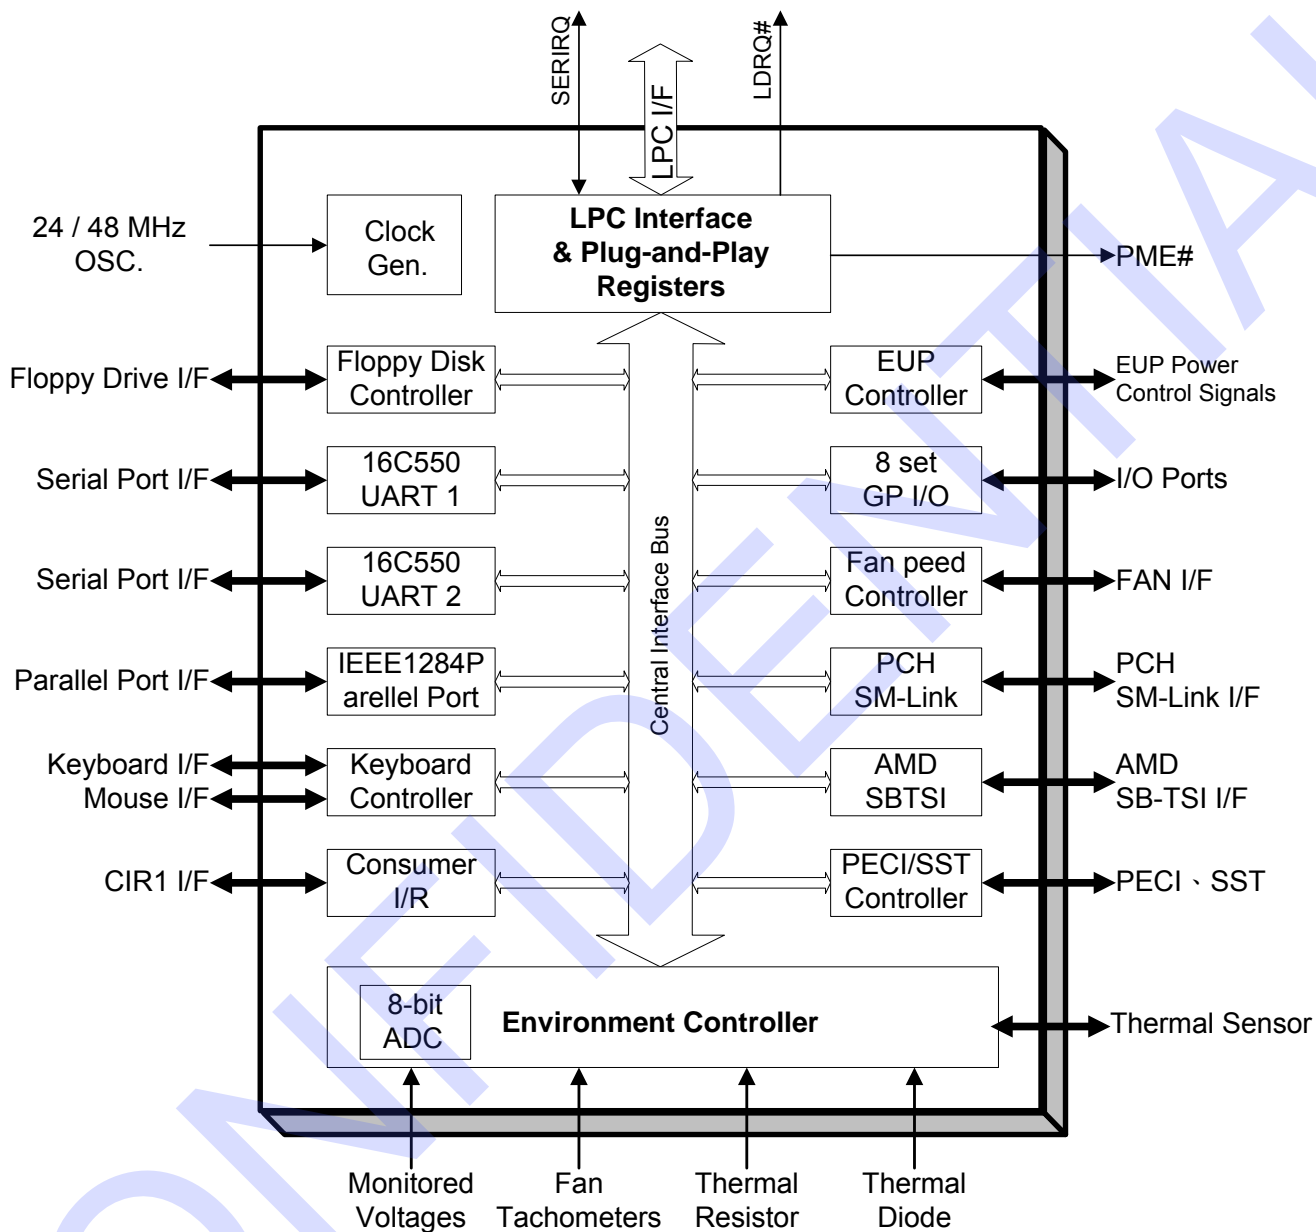 SERIRQ
LPC I/F
LDRQ#
24 / 48 MHz
OSC.
Clock
Gen.
LPC Interface
& Plug-and-Play
Registers
PME#
Floppy Drive I/F
Floppy Disk
Controller
EUP
Controller
EUP Power
Control Signals
Serial Port I/F
16C550
UART 1
8 set
GP I/O
I/O Ports
Central Interface Bus
Serial Port I/F
16C550
UART 2
Fan peed
Controller
FAN I/F
Parallel Port I/F
IEEE1284P
arellel Port
PCH
SM-Link
PCH
SM-Link I/F
Keyboard I/F
Mouse I/F
Keyboard
Controller
AMD
SBTSI
AMD
SB-TSI I/F
CIR1 I/F
Consumer
I/R
PECI/SST
Controller
PECI、SST
8-bit
ADC
Environment Controller
Thermal Sensor
Monitored
Voltages
Fan
Tachometers
Thermal
Resistor
Thermal
Diode
CONFIDENTIAL